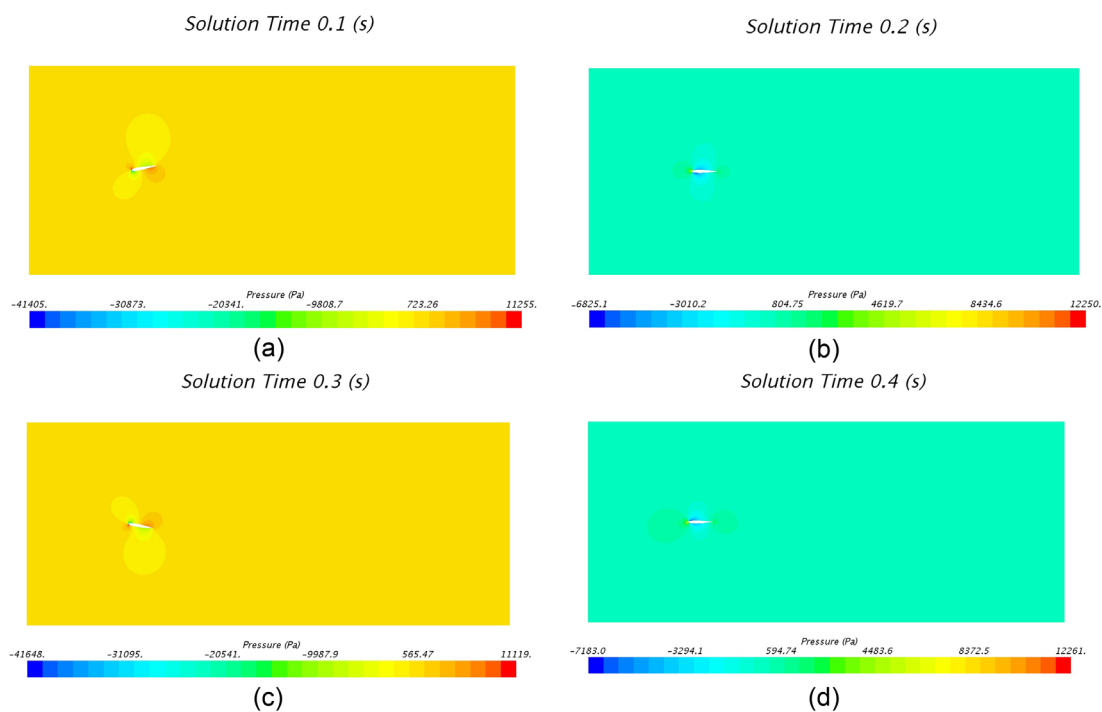 Solution Time 0.1 (s)
Solution Time 0.2 (s)
Pressure (Pa)
-41405. -30873. -20341. -9808.7 723.26 11255.
Pressure (Pa)
-6825.1 -3010.2 804.75 4619.7 8434.6 12250.
(a)
(b)
Solution Time 0.3 (s)
Solution Time 0.4 (s)
Pressure (Pa)
-41648. -31095. -20541. -9987.9 565.47 11119.
Pressure (Pa)
-7183.0 -3294.1 594.74 4483.6 8372.5 12261.
(c)
(d)